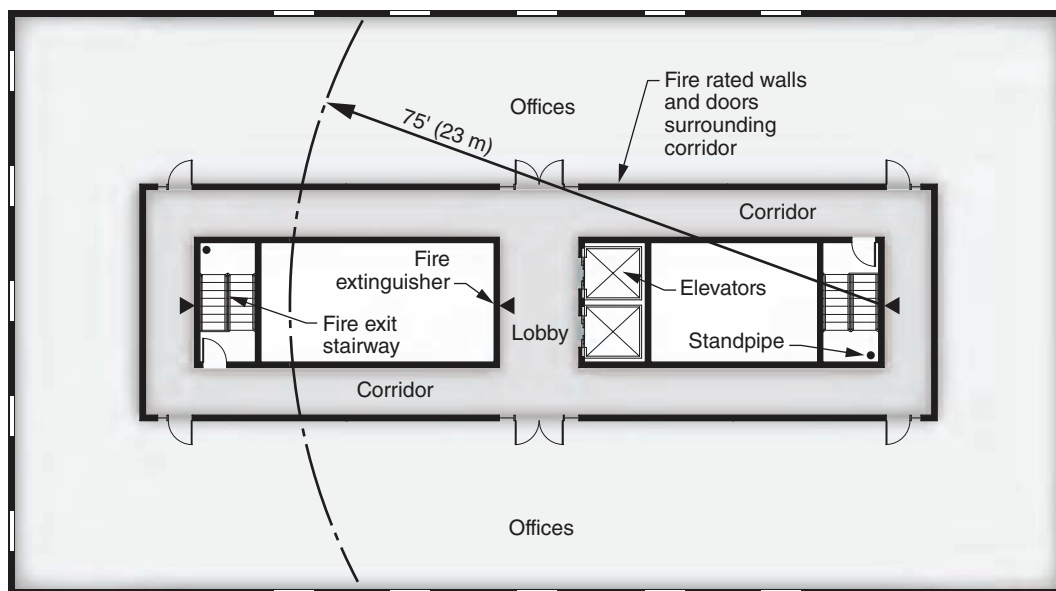 Offices
Fire rated walls
and doors
surrounding
corridor
75' (23 m)
Corridor
Fire
extinguisher
Elevators
Lobby
Fire exit
stairway
Standpipe
Corridor
Offices